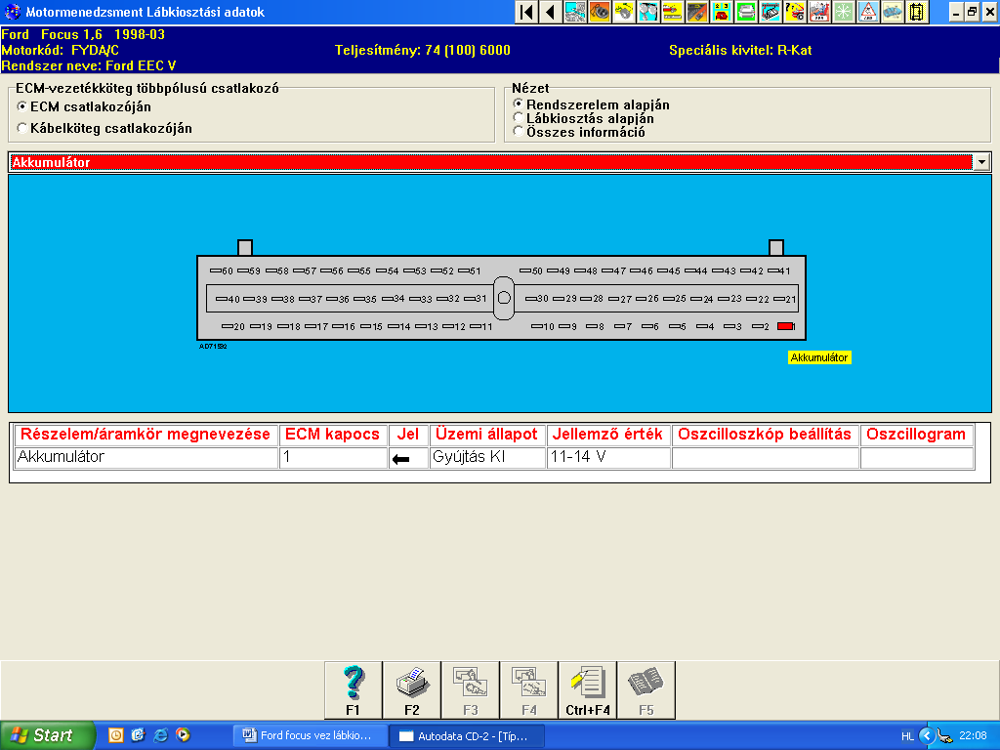 Motormenedzsment Lábkiosztási adatok
Ford Focus 1,6 1998-03
Motorkód: FYDA/C Teljesítmény: 74 (100) 6000 Speciális kivitel: R-Kat
Rendszer neve: Ford EEC V
ECM-vezetékköteg többpólusú csatlakozó
ECM csatlakozóján
Kábelköteg csatlakozóján
Nézet
Rendszerelem alapján
Lábkiosztás alapján
Összes információ
Akkumulátor
60 59 58 57 56 55 54 53 52 51 50 49 48 47 46 45 44 43 42 41
40 39 38 37 36 35 34 33 32 31 30 29 28 27 26 25 24 23 22 21
20 19 18 17 16 15 14 13 12 11 10 9 8 7 6 5 4 3 2 1
AD71592
Akkumulátor
Részelem/áramkör megnevezése ECM kapocs Jel Üzemi állapot Jellemző érték Oszcilloszkóp beállítás Oszcillogram
Akkumulátor 1 Gyújtás KI 11-14 V
F1 F2 F3 F4 Ctrl+F4 F5
Start Ford focus vez lábkio... Autodata CD-2 - [Típ... HL 22:08